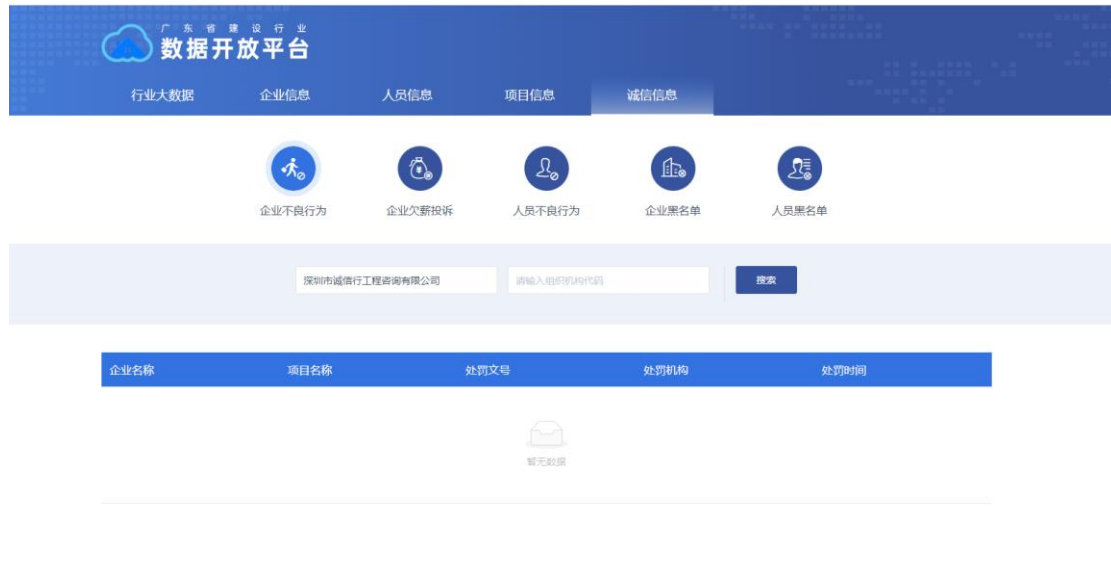 广东省建设行业
数据开放平台
行业大数据 企业信息 人员信息 项目信息 诚信信息
企业不良行为 企业欠薪投诉 人员不良行为 企业黑名单 人员黑名单
深圳市诚信行工程咨询有限公司 请输入组织机构代码 搜索
企业名称 项目名称 处罚文号 处罚机构 处罚时间
暂无数据